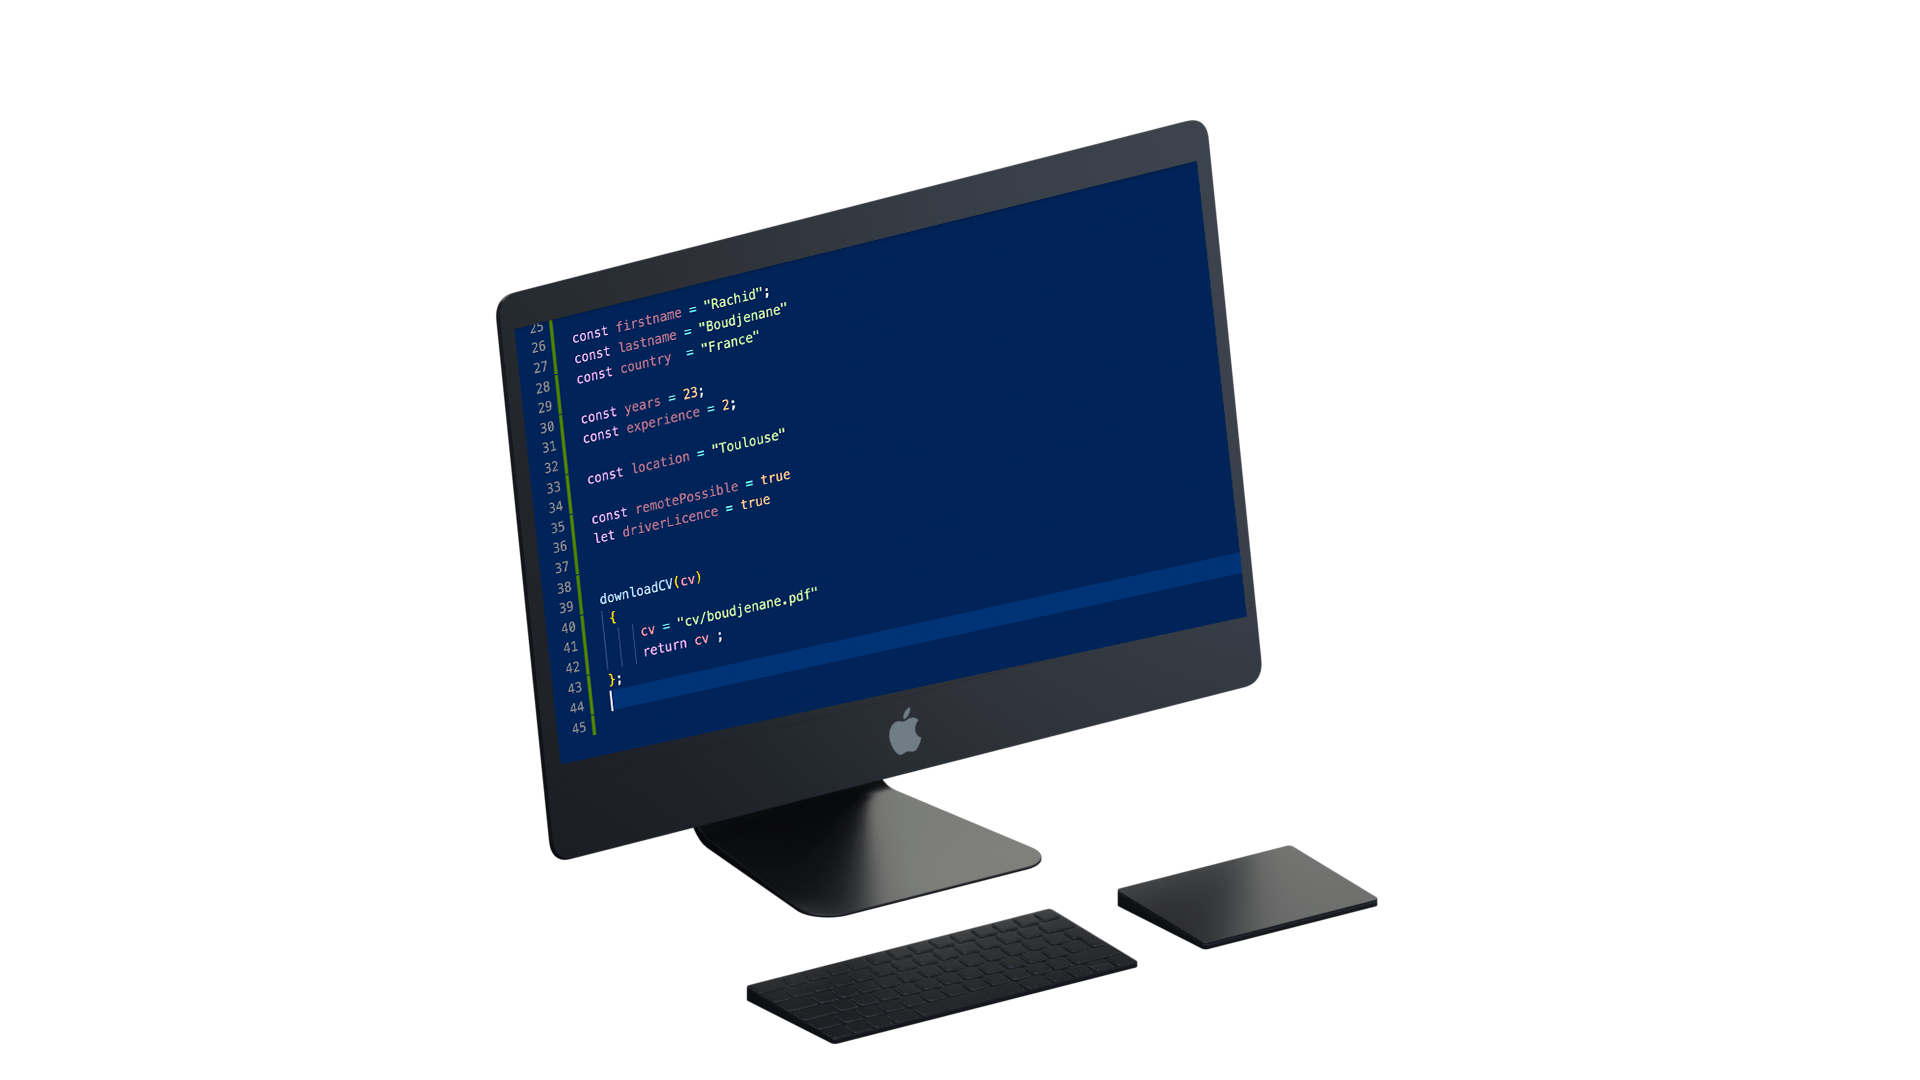 25
26 const firstname = "Rachid";
27 const lastname = "Boudjenane"
28 const country  = "France"
29
30 const years = 23;
31 const experience = 2;
32
33 const location = "Toulouse"
34
35 const remotePossible = true
36 let driverLicence = true
37
38
39 downloadCV(cv)
40 {
41 cv = "cv/boudjenane.pdf"
42 return cv ;
43 };
44
45